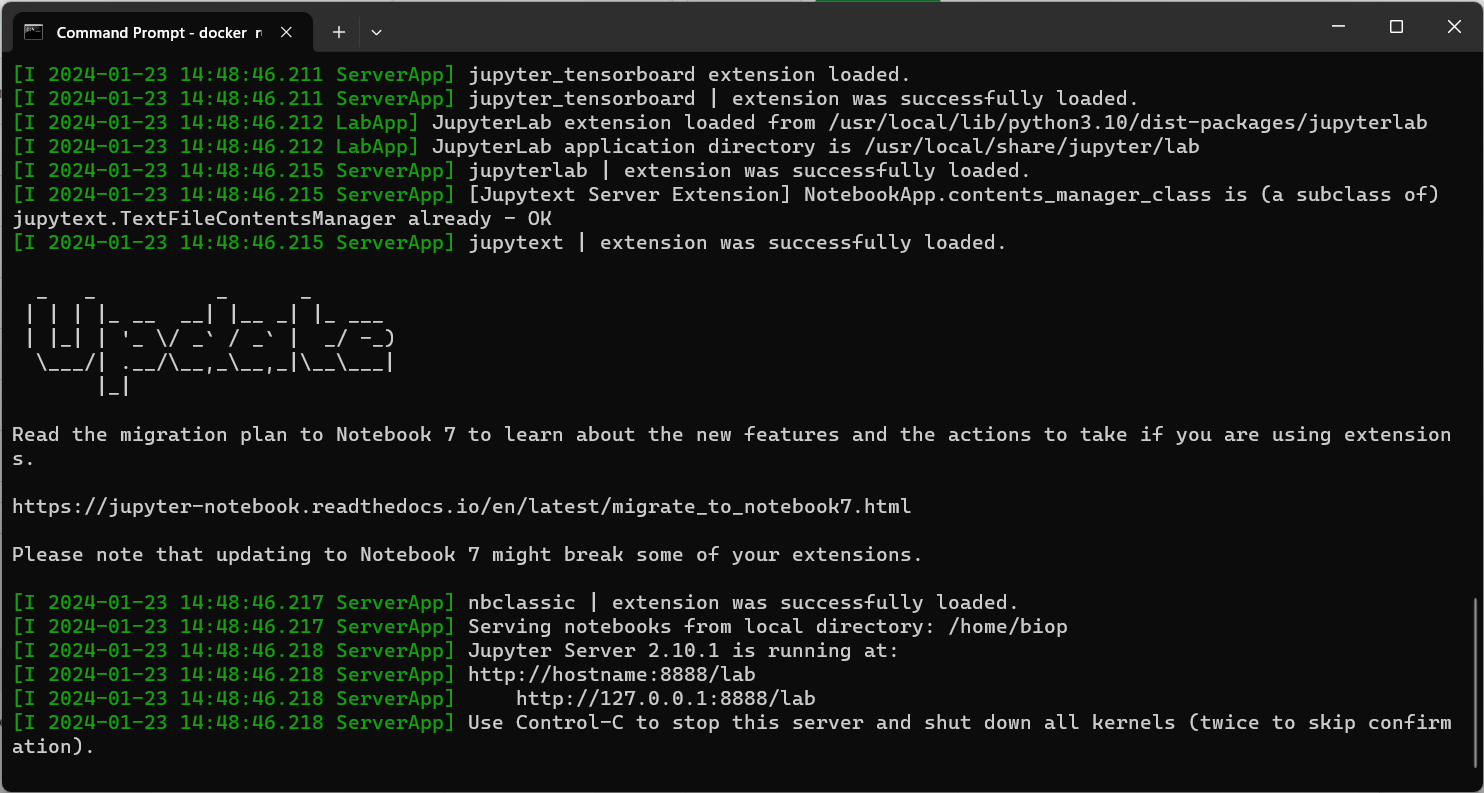 Command Prompt - docker  r
[I 2024-01-23 14:48:46.211 ServerApp] jupyter_tensorboard extension loaded.
[I 2024-01-23 14:48:46.211 ServerApp] jupyter_tensorboard | extension was successfully loaded.
[I 2024-01-23 14:48:46.212 LabApp] JupyterLab extension loaded from /usr/local/lib/python3.10/dist-packages/jupyterlab
[I 2024-01-23 14:48:46.212 LabApp] JupyterLab application directory is /usr/local/share/jupyter/lab
[I 2024-01-23 14:48:46.215 ServerApp] jupyterlab | extension was successfully loaded.
[I 2024-01-23 14:48:46.215 ServerApp] [Jupytext Server Extension] NotebookApp.contents_manager_class is (a subclass of)
jupytext.TextFileContentsManager already - OK
[I 2024-01-23 14:48:46.215 ServerApp] jupytext | extension was successfully loaded.
  _   _          _      _
 | | | |_ __  __| |__ _| |_ ___
 | |_| | '_ \/ _` / _` |  _/ -_)
  \___/| .__/\__,_\__,_|\__\___|
       |_|
Read the migration plan to Notebook 7 to learn about the new features and the actions to take if you are using extension
s.
https://jupyter-notebook.readthedocs.io/en/latest/migrate_to_notebook7.html
Please note that updating to Notebook 7 might break some of your extensions.
[I 2024-01-23 14:48:46.217 ServerApp] nbclassic | extension was successfully loaded.
[I 2024-01-23 14:48:46.217 ServerApp] Serving notebooks from local directory: /home/biop
[I 2024-01-23 14:48:46.218 ServerApp] Jupyter Server 2.10.1 is running at:
[I 2024-01-23 14:48:46.218 ServerApp] http://hostname:8888/lab
[I 2024-01-23 14:48:46.218 ServerApp]     http://127.0.0.1:8888/lab
[I 2024-01-23 14:48:46.218 ServerApp] Use Control-C to stop this server and shut down all kernels (twice to skip confirm
ation).